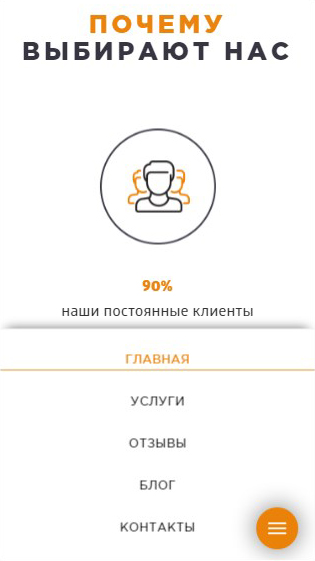 ПОЧЕМУ
ВЫБИРАЮТ НАС
90%
наши постоянные клиенты
ГЛАВНАЯ
УСЛУГИ
ОТЗЫВЫ
БЛОГ
КОНТАКТЫ